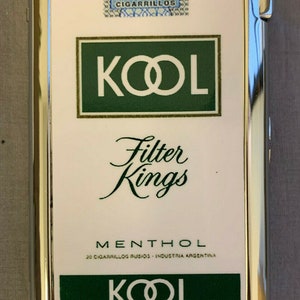 CIGARRILLOS
KOOL
Filter
Kings
MENTHOL
20 CIGARRILLOS RUBIOS - INDUSTRIA ARGENTINA
KOOL